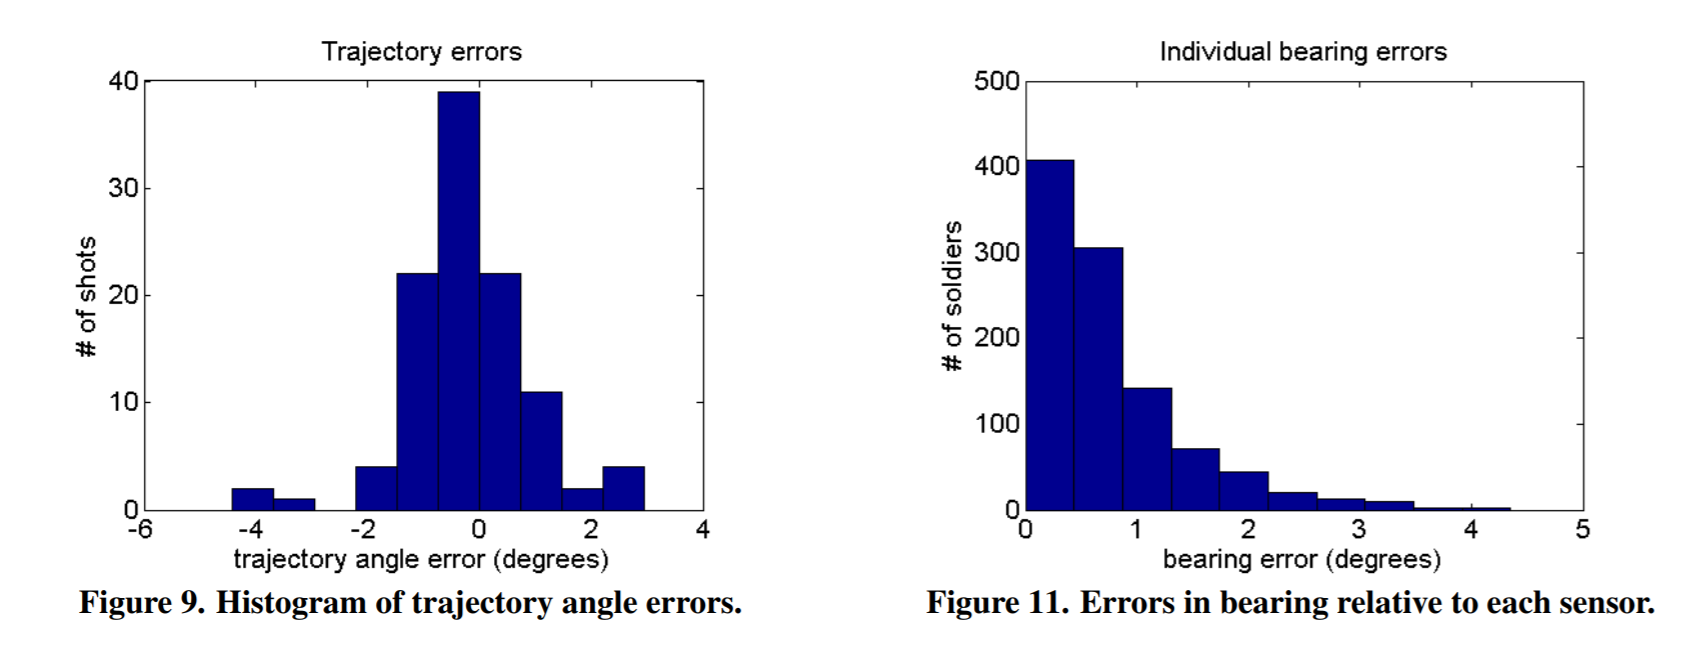 Trajectory errors
40
30
20
10
0
# of shots
-6 -4 -2 0 2 4
trajectory angle error (degrees)
Figure 9. Histogram of trajectory angle errors.
Individual bearing errors
500
400
300
200
100
0
# of soldiers
0 1 2 3 4 5
bearing error (degrees)
Figure 11. Errors in bearing relative to each sensor.